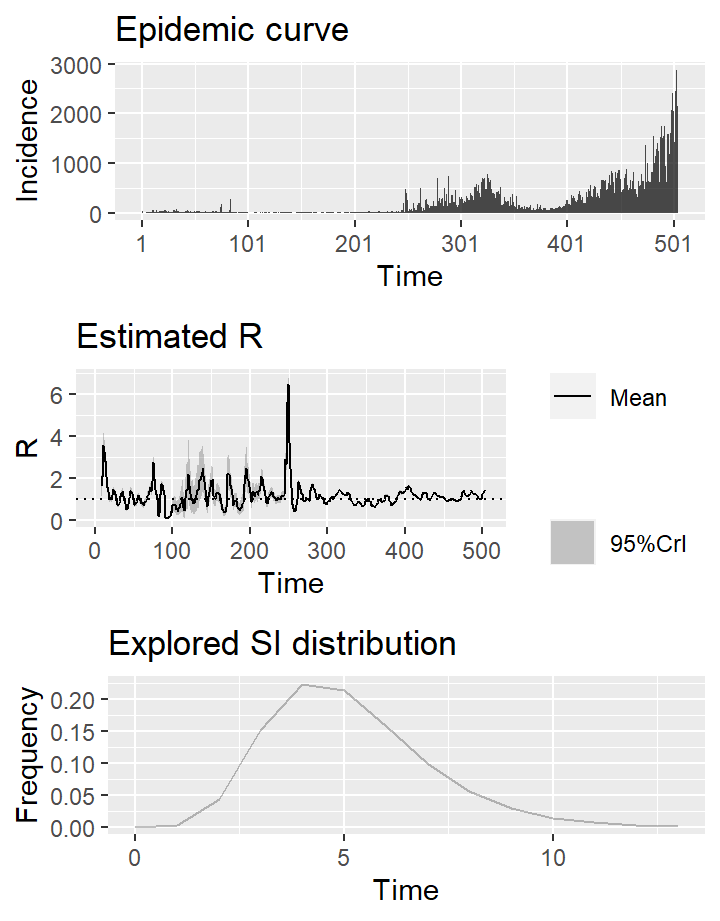 Epidemic curve
3000
2000
1000
0
Incidence
1 101 201 301 401 501
Time
Estimated R
6
4
2
0
R
0 100 200 300 400 500
Time
Mean
95%CrI
Explored SI distribution
0.20
0.15
0.10
0.05
0.00
Frequency
0 5 10
Time